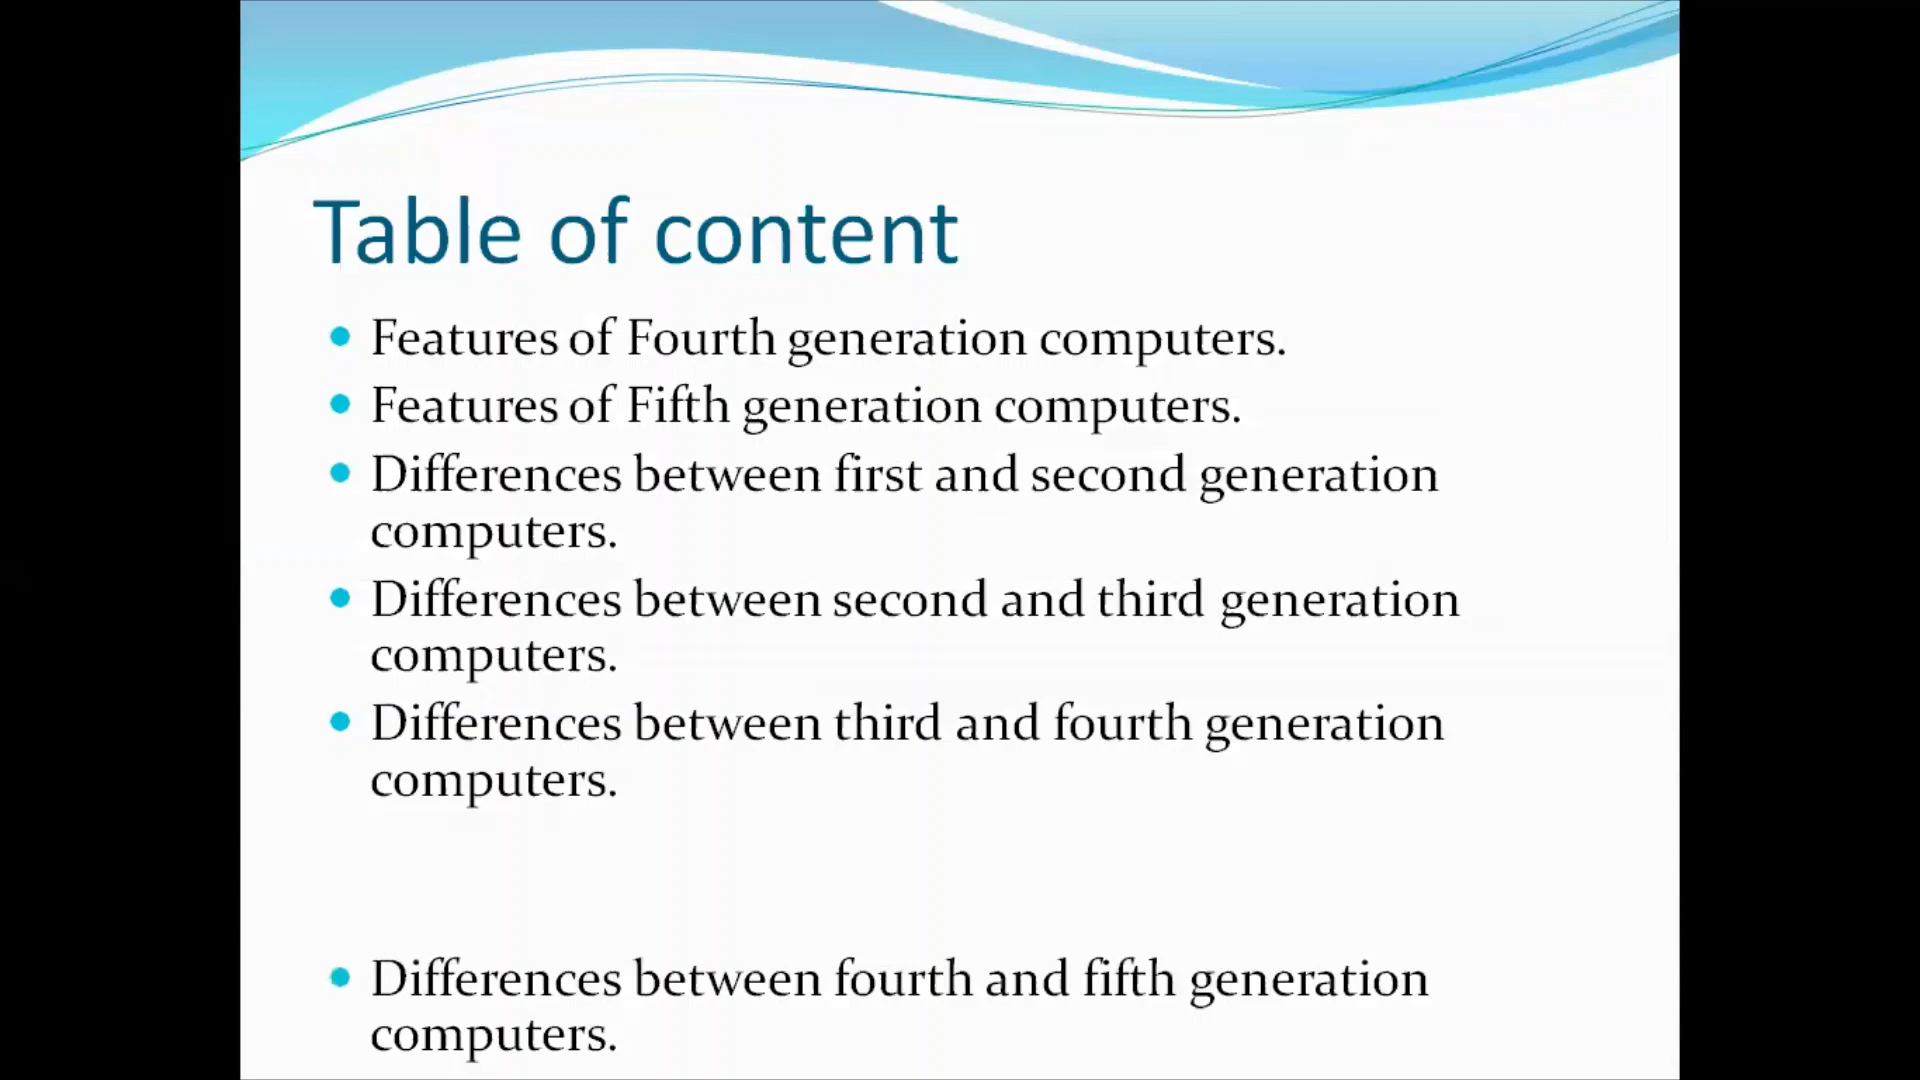 Table of content
• Features of Fourth generation computers.
• Features of Fifth generation computers.
• Differences between first and second generation
computers.
• Differences between second and third generation
computers.
• Differences between third and fourth generation
computers.
• Differences between fourth and fifth generation
computers.